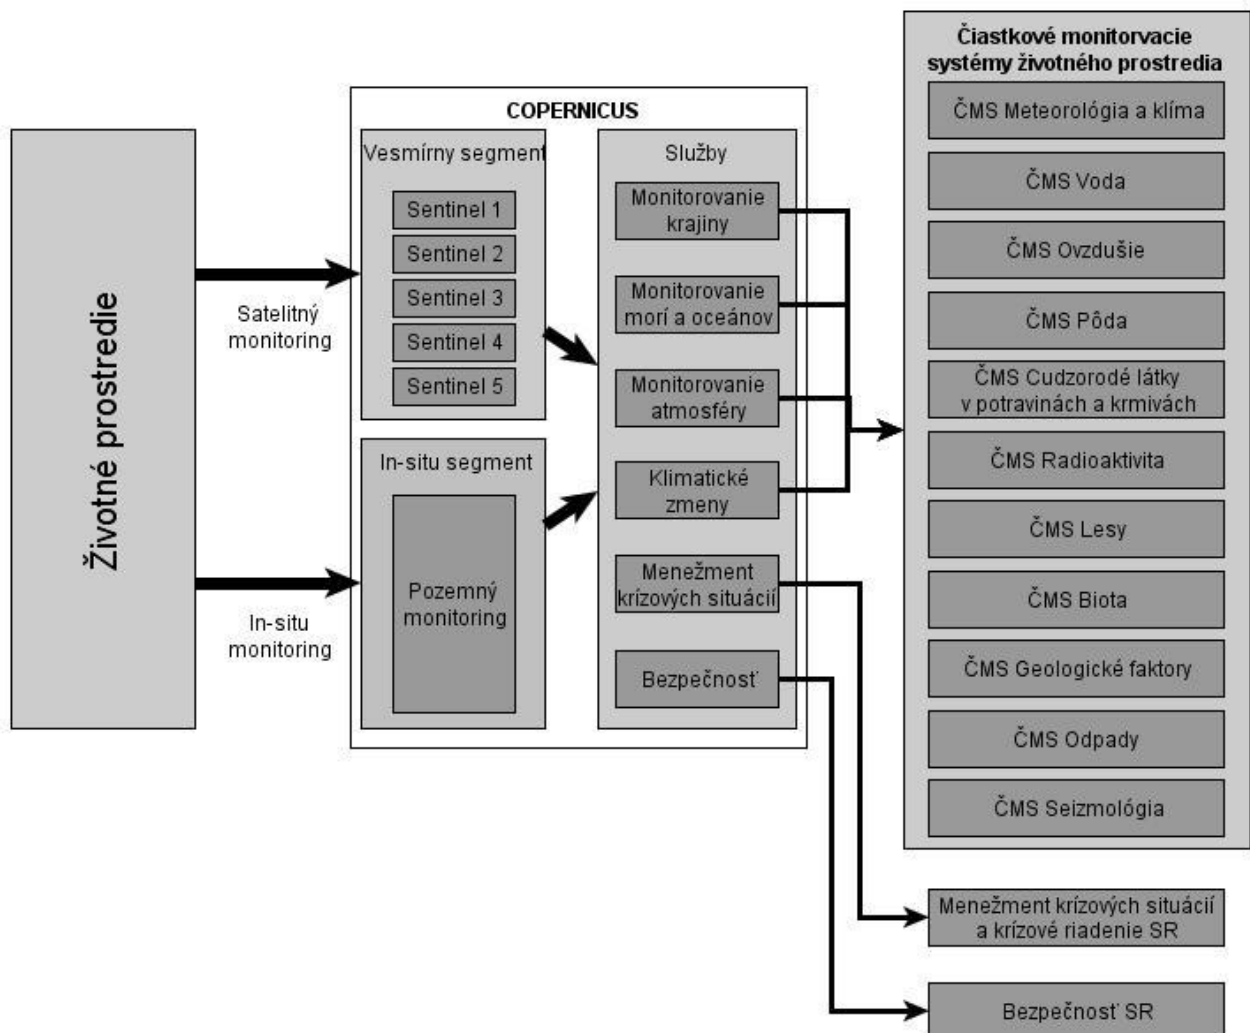 Životné prostredie
Satelitný
monitoring
In-situ
monitoring
COPERNICUS
Vesmírny segment
Sentinel 1
Sentinel 2
Sentinel 3
Sentinel 4
Sentinel 5
In-situ segment
Pozemný
monitoring
Služby
Monitorovanie
krajiny
Monitorovanie
morí a oceánov
Monitorovanie
atmosféry
Klimatické
zmeny
Menežment
krízových situácií
Bezpečnosť
Čiastkové monitorvacie
systémy životného prostredia
ČMS Meteorológia a klíma
ČMS Voda
ČMS Ovzdušie
ČMS Pôda
ČMS Cudzorodé látky
v potravinách a krmivách
ČMS Radioaktivita
ČMS Lesy
ČMS Biota
ČMS Geologické faktory
ČMS Odpady
ČMS Seizmológia
Menežment krízových situácií
a krízové riadenie SR
Bezpečnosť SR